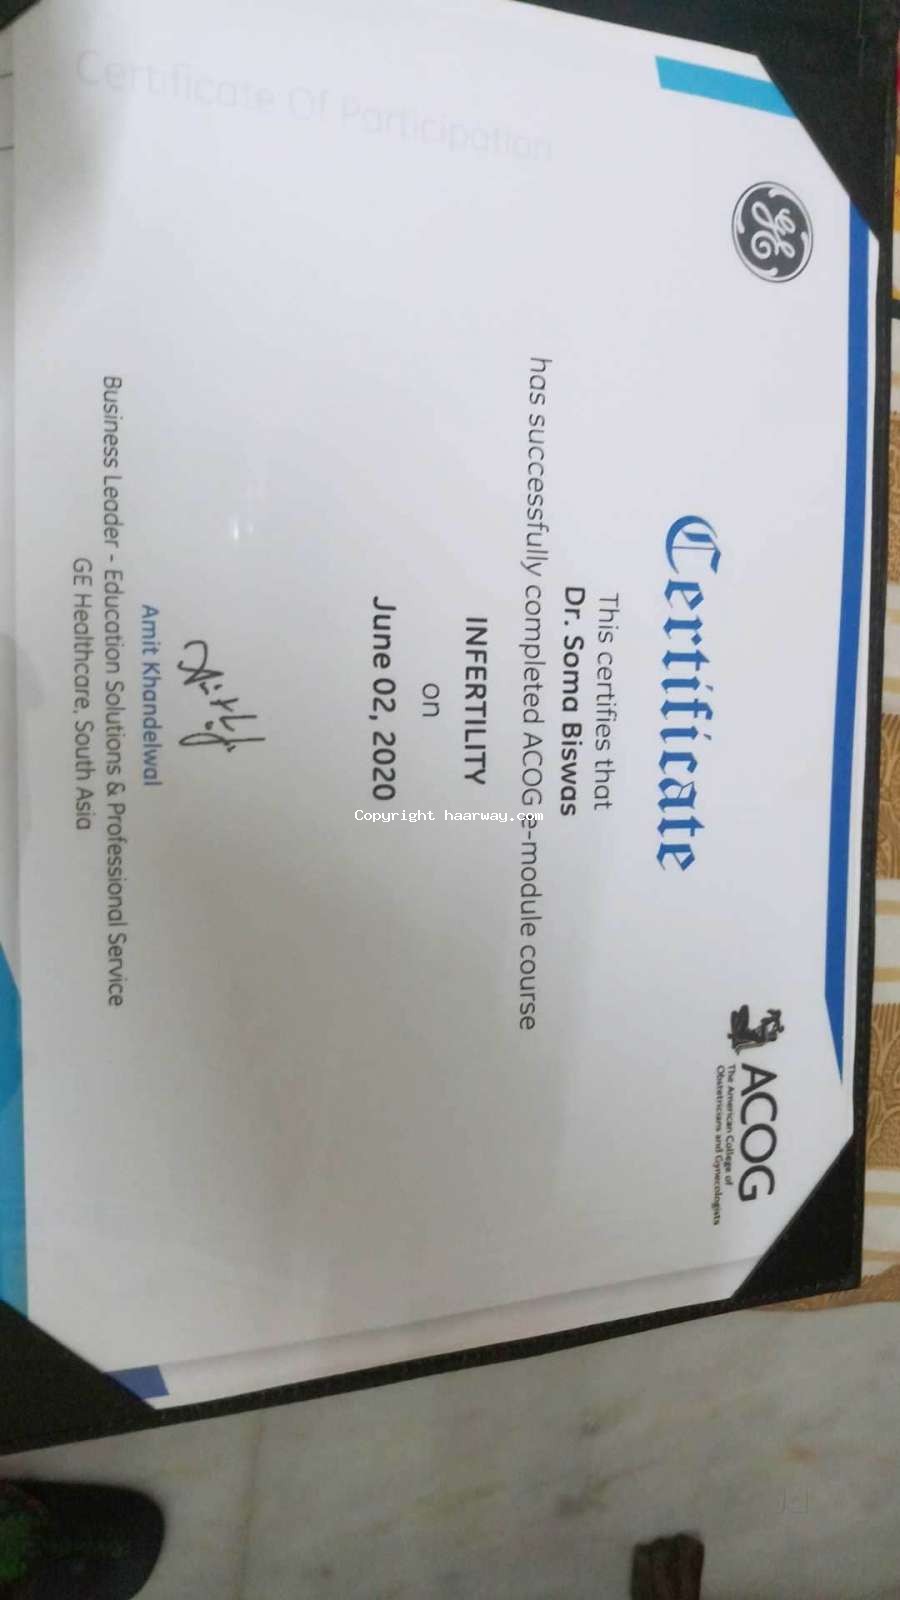 Certificate Of Participation
GE
ACOG
The American College of
Obstetricians and Gynecologists
Certificate
This certifies that
Dr. Soma Biswas
has successfully completed ACOG e-module course
INFERTILITY
on
June 02, 2020
Amit Khandelwal
Business Leader - Education Solutions & Professional Service
GE Healthcare, South Asia
Copyright haarway.com